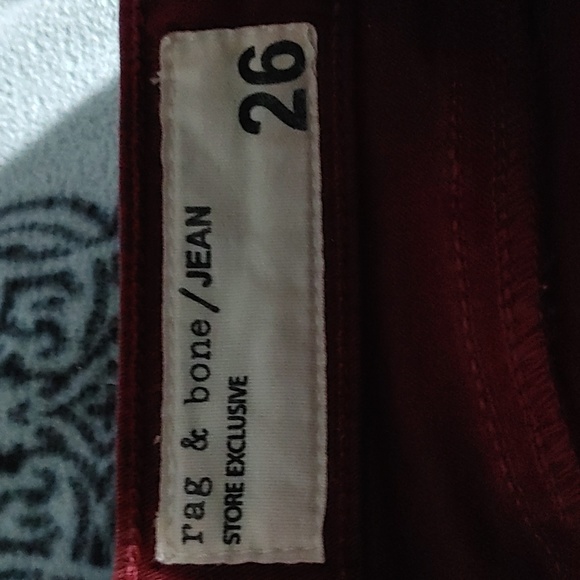 rag & bone/JEAN
STORE EXCLUSIVE
26